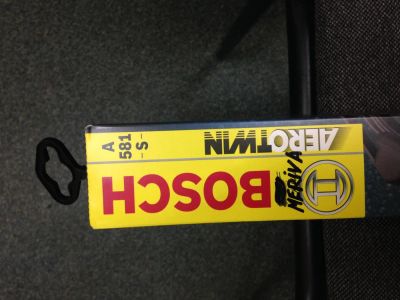 BOSCH
MERIVA
AEROTWIN
A
581
S